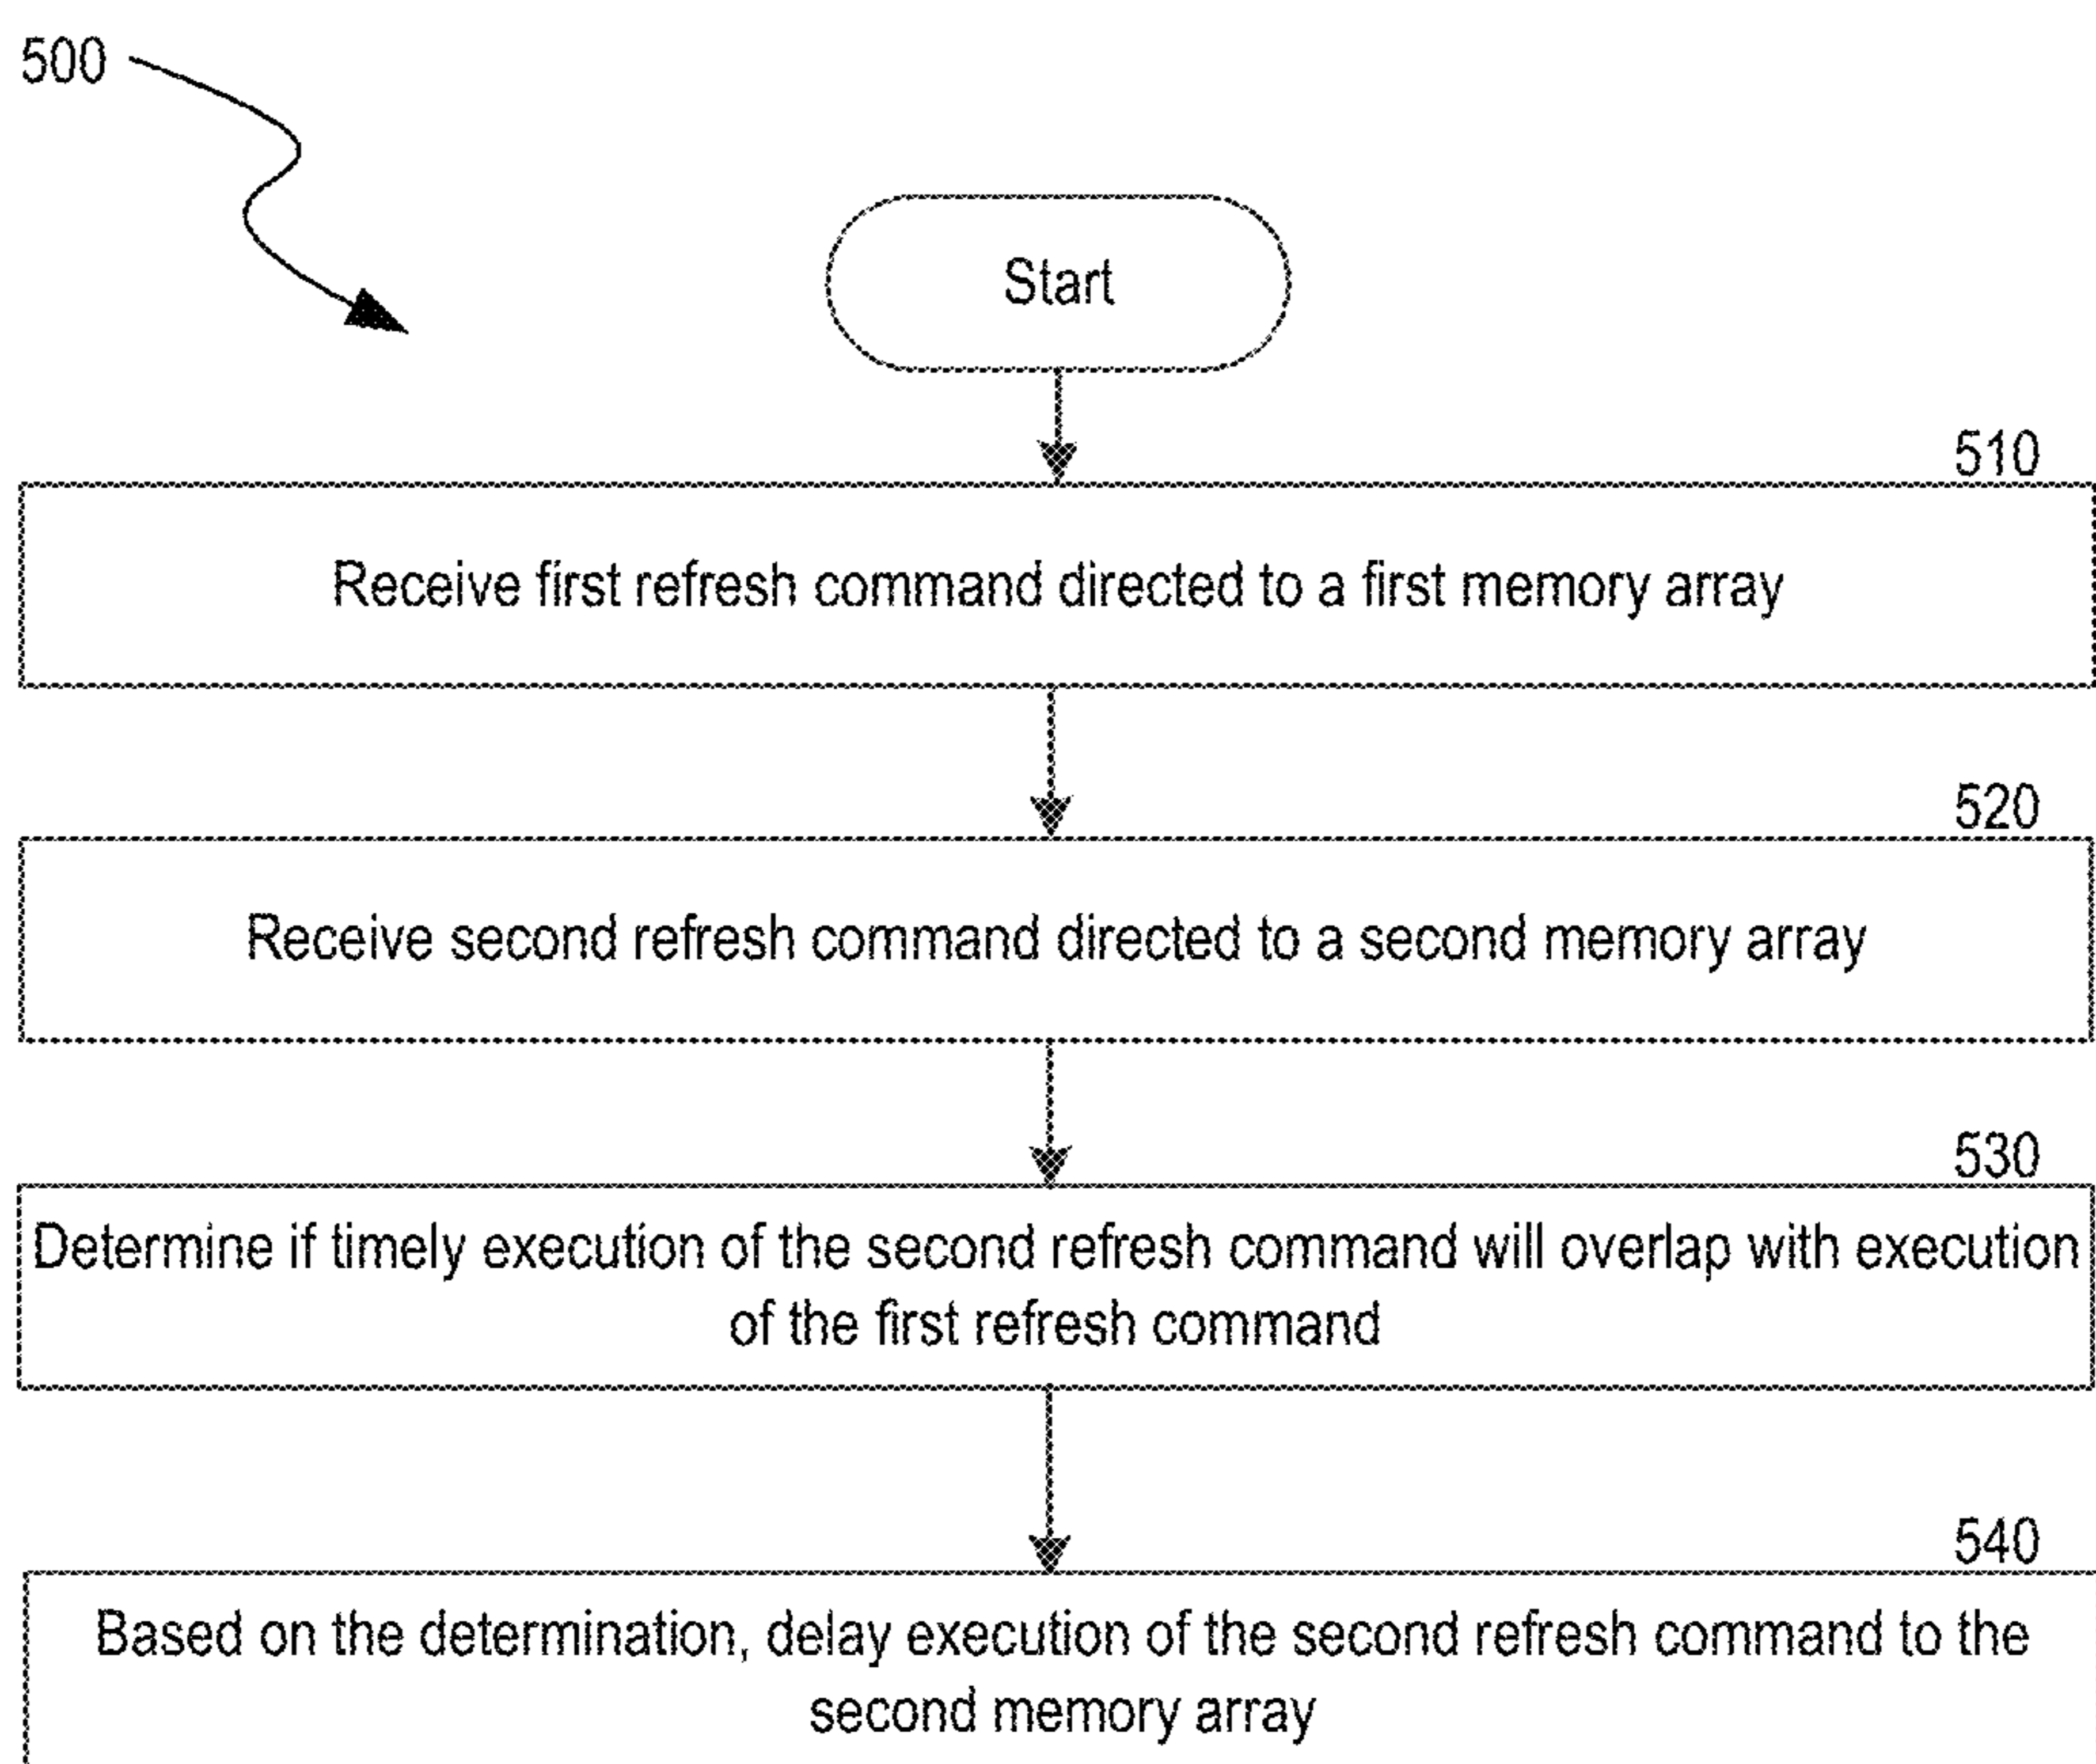 500
Start
510
Receive first refresh command directed to a first memory array
520
Receive second refresh command directed to a second memory array
530
Determine if timely execution of the second refresh command will overlap with execution
of the first refresh command
540
Based on the determination, delay execution of the second refresh command to the
second memory array